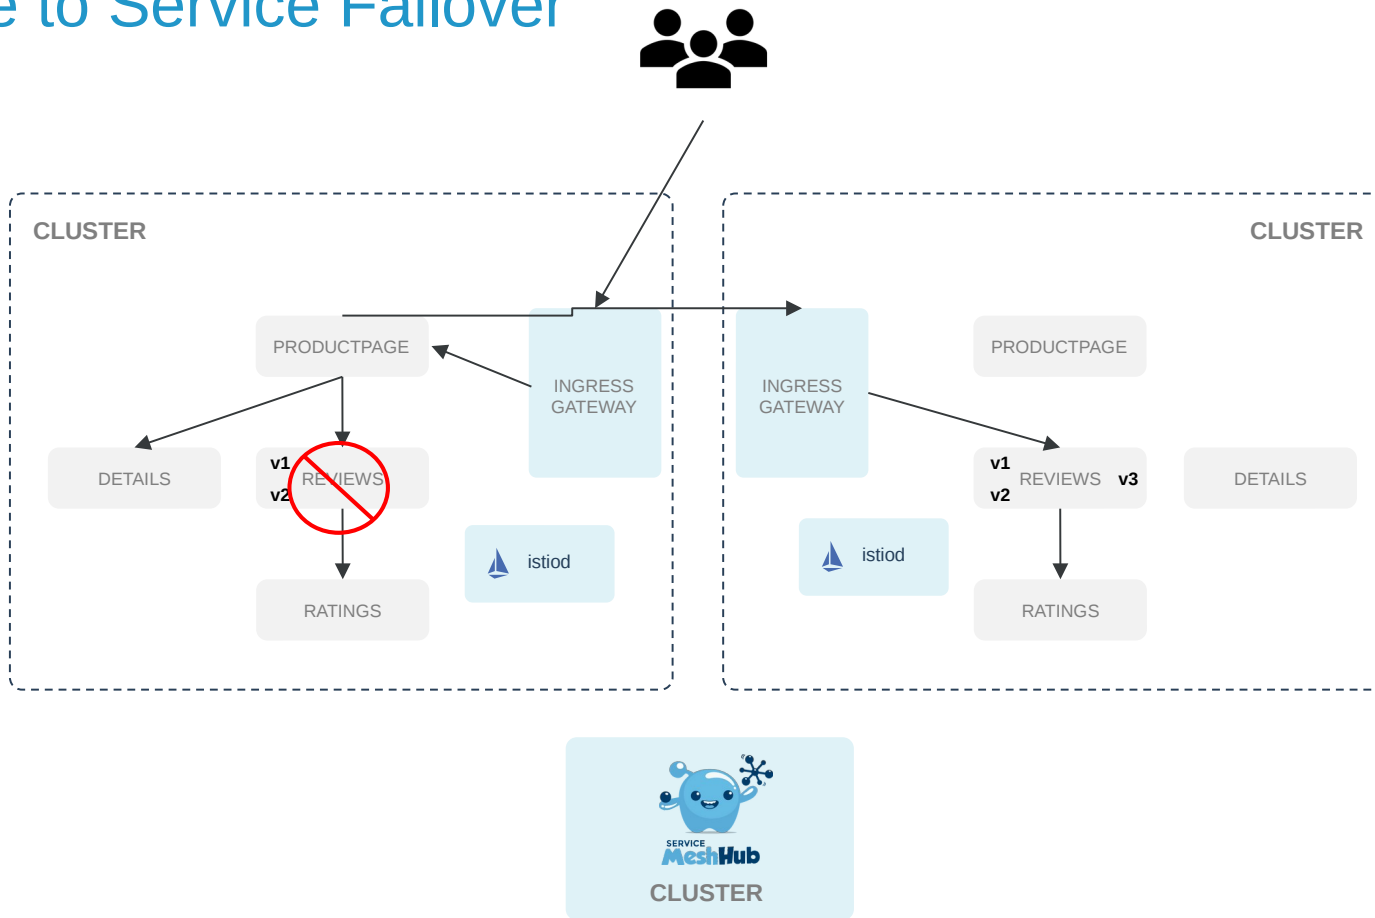 e to Service Failover
CLUSTER
CLUSTER
PRODUCTPAGE
INGRESS
GATEWAY
INGRESS
GATEWAY
PRODUCTPAGE
DETAILS
v1
REVIEWS
v2
v1
REVIEWS
v3
v2
DETAILS
istiod
istiod
RATINGS
RATINGS
SERVICE
MeshHub
CLUSTER